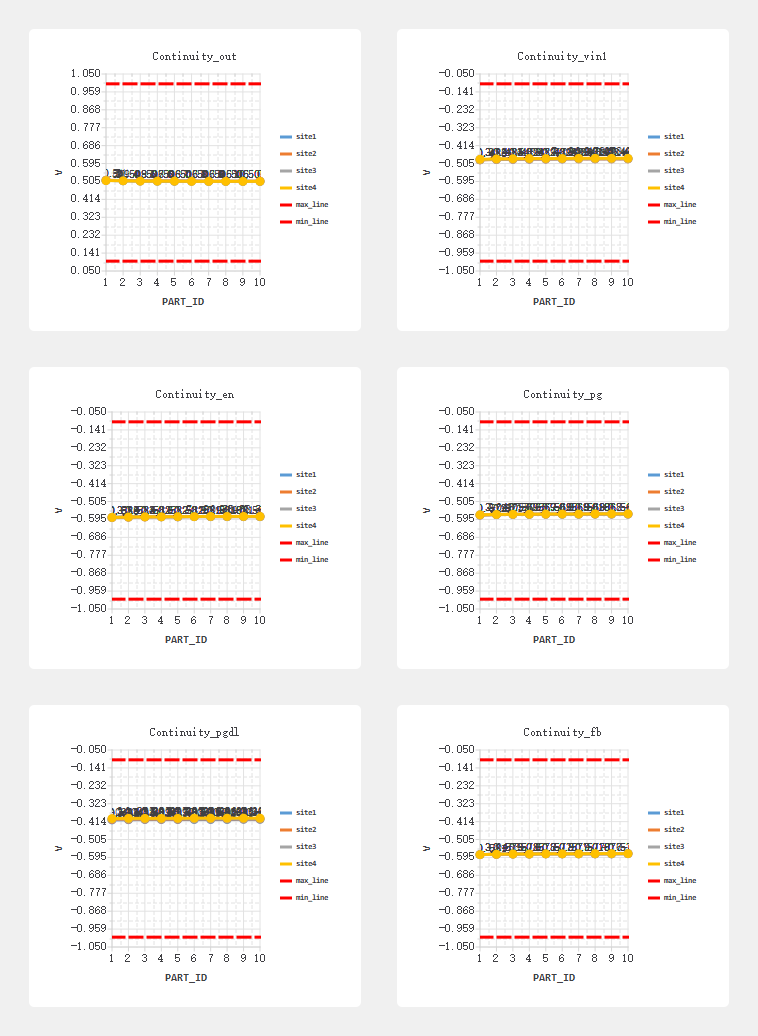 Continuity_out
1.050
0.959
0.868
0.777
0.686
0.595
0.505
0.414
0.323
0.232
0.141
0.050
A
1 2 3 4 5 6 7 8 9 10
PART_ID
site1
site2
site3
site4
max_line
min_line
Continuity_vin1
-0.050
-0.141
-0.232
-0.323
-0.414
-0.505
-0.595
-0.686
-0.777
-0.868
-0.959
-1.050
A
1 2 3 4 5 6 7 8 9 10
PART_ID
site1
site2
site3
site4
max_line
min_line
Continuity_en
-0.050
-0.141
-0.232
-0.323
-0.414
-0.505
-0.595
-0.686
-0.777
-0.868
-0.959
-1.050
A
1 2 3 4 5 6 7 8 9 10
PART_ID
site1
site2
site3
site4
max_line
min_line
Continuity_pg
-0.050
-0.141
-0.232
-0.323
-0.414
-0.505
-0.595
-0.686
-0.777
-0.868
-0.959
-1.050
A
1 2 3 4 5 6 7 8 9 10
PART_ID
site1
site2
site3
site4
max_line
min_line
Continuity_pgdl
-0.050
-0.141
-0.232
-0.323
-0.414
-0.505
-0.595
-0.686
-0.777
-0.868
-0.959
-1.050
A
1 2 3 4 5 6 7 8 9 10
PART_ID
site1
site2
site3
site4
max_line
min_line
Continuity_fb
-0.050
-0.141
-0.232
-0.323
-0.414
-0.505
-0.595
-0.686
-0.777
-0.868
-0.959
-1.050
A
1 2 3 4 5 6 7 8 9 10
PART_ID
site1
site2
site3
site4
max_line
min_line